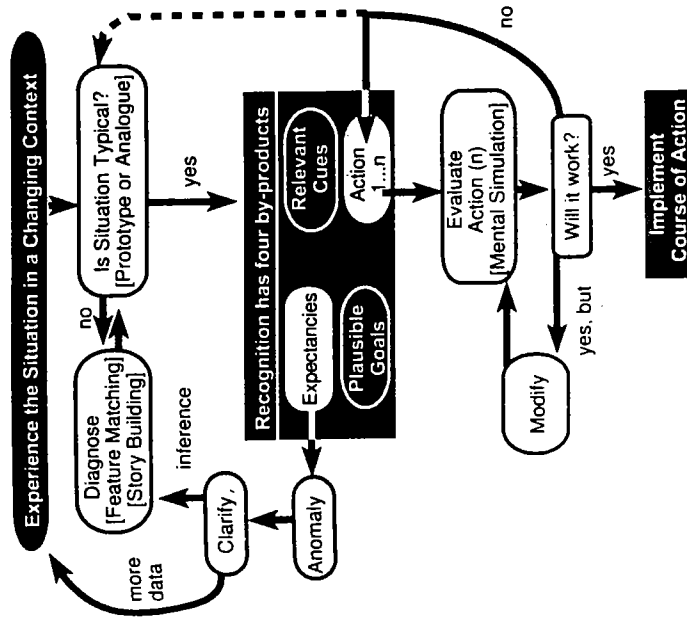 Experience the Situation in a Changing Context
Diagnose
[Feature Matching]
[Story Building]
no
Is Situation Typical?
[Prototype or Analogue]
more
data
inference
yes
Clarify,
Anomaly
Recognition has four by-products
Expectancies
Relevant
Cues
Plausible
Goals
Action
1...n
no
Evaluate
Action (n)
[Mental Simulation]
Modify
yes, but
Will it work?
yes
Implement
Course of Action